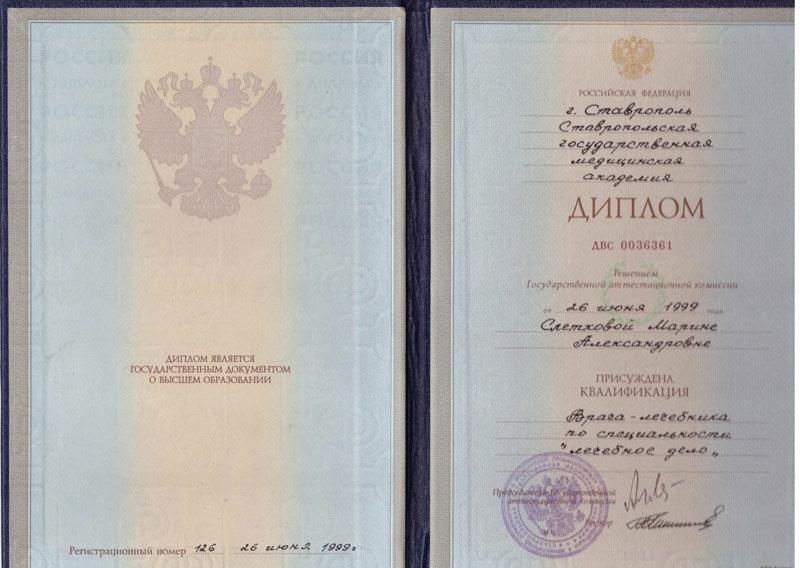 ДИПЛОМ ЯВЛЯЕТСЯ
ГОСУДАРСТВЕННЫМ ДОКУМЕНТОМ
О ВЫСШЕМ ОБРАЗОВАНИИ
Регистрационный номер 126 26 июня 1999г
РОССИЙСКАЯ ФЕДЕРАЦИЯ
г. Ставрополь
Ставропольская
государственная
медицинская
академия
ДИПЛОМ
ДВС 0036361
Решением
Государственной аттестационной комиссии
от 26 июня 1999 года
Слетковой Марине
Александровне
ПРИСУЖДЕНА
КВАЛИФИКАЦИЯ
Врача-лечебника
по специальности
"лечебное дело"
Председатель Государственной
аттестационной комиссии
Ректор